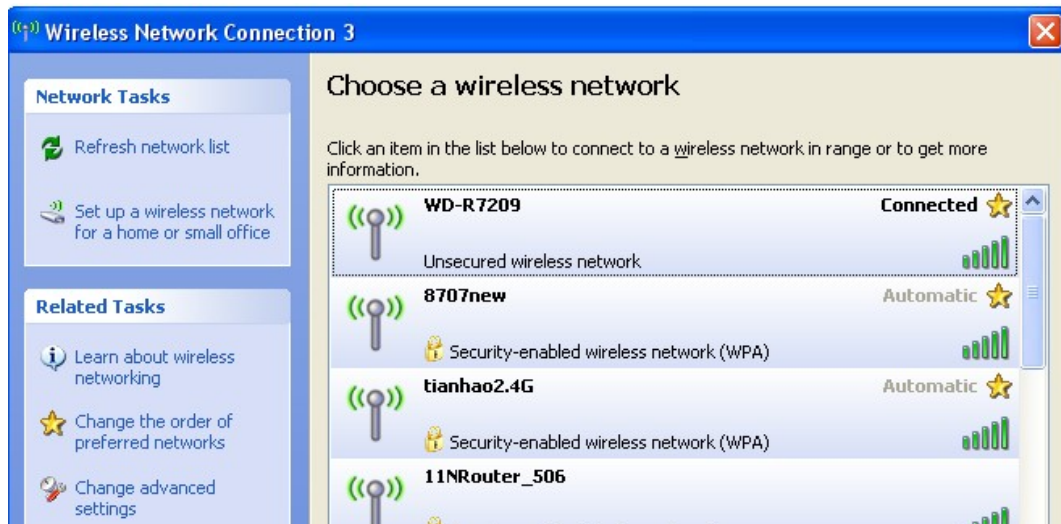 Wireless Network Connection 3
Network Tasks
Refresh network list
Set up a wireless network
for a home or small office
Related Tasks
Learn about wireless
networking
Change the order of
preferred networks
Change advanced
settings
Choose a wireless network
Click an item in the list below to connect to a wireless network in range or to get more
information.
WD-R7209 Connected
Unsecured wireless network
8707new Automatic
Security-enabled wireless network (WPA)
tianhao2.4G Automatic
Security-enabled wireless network (WPA)
11NRouter_506